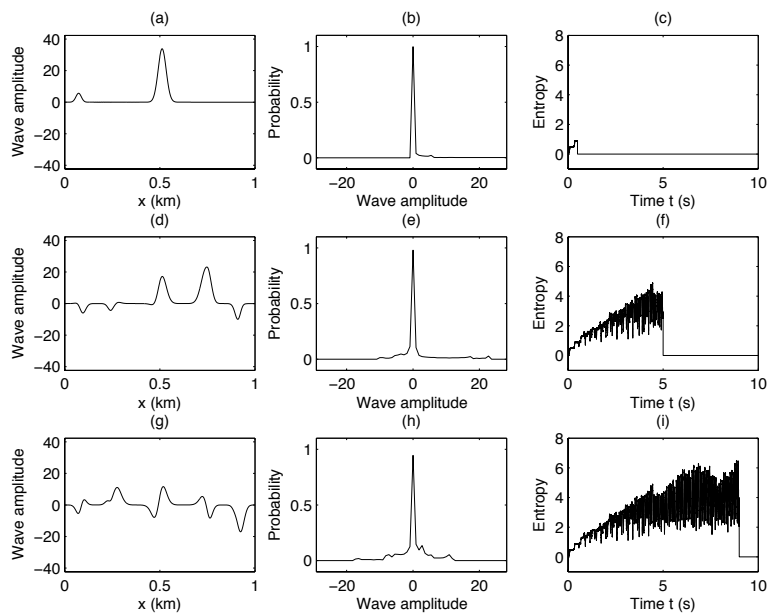 (a)
(b)
(c)
40
20
0
−20
−40
Wave amplitude
0
0.5
1
x (km)
1
0.5
0
Probability
−20
0
20
Wave amplitude
8
6
4
2
0
Entropy
0
5
10
Time t (s)
(d)
(e)
(f)
40
20
0
−20
−40
Wave amplitude
0
0.5
1
x (km)
1
0.5
0
Probability
−20
0
20
Wave amplitude
8
6
4
2
0
Entropy
0
5
10
Time t (s)
(g)
(h)
(i)
40
20
0
−20
−40
Wave amplitude
0
0.5
1
x (km)
1
0.5
0
Probability
−20
0
20
Wave amplitude
8
6
4
2
0
Entropy
0
5
10
Time t (s)